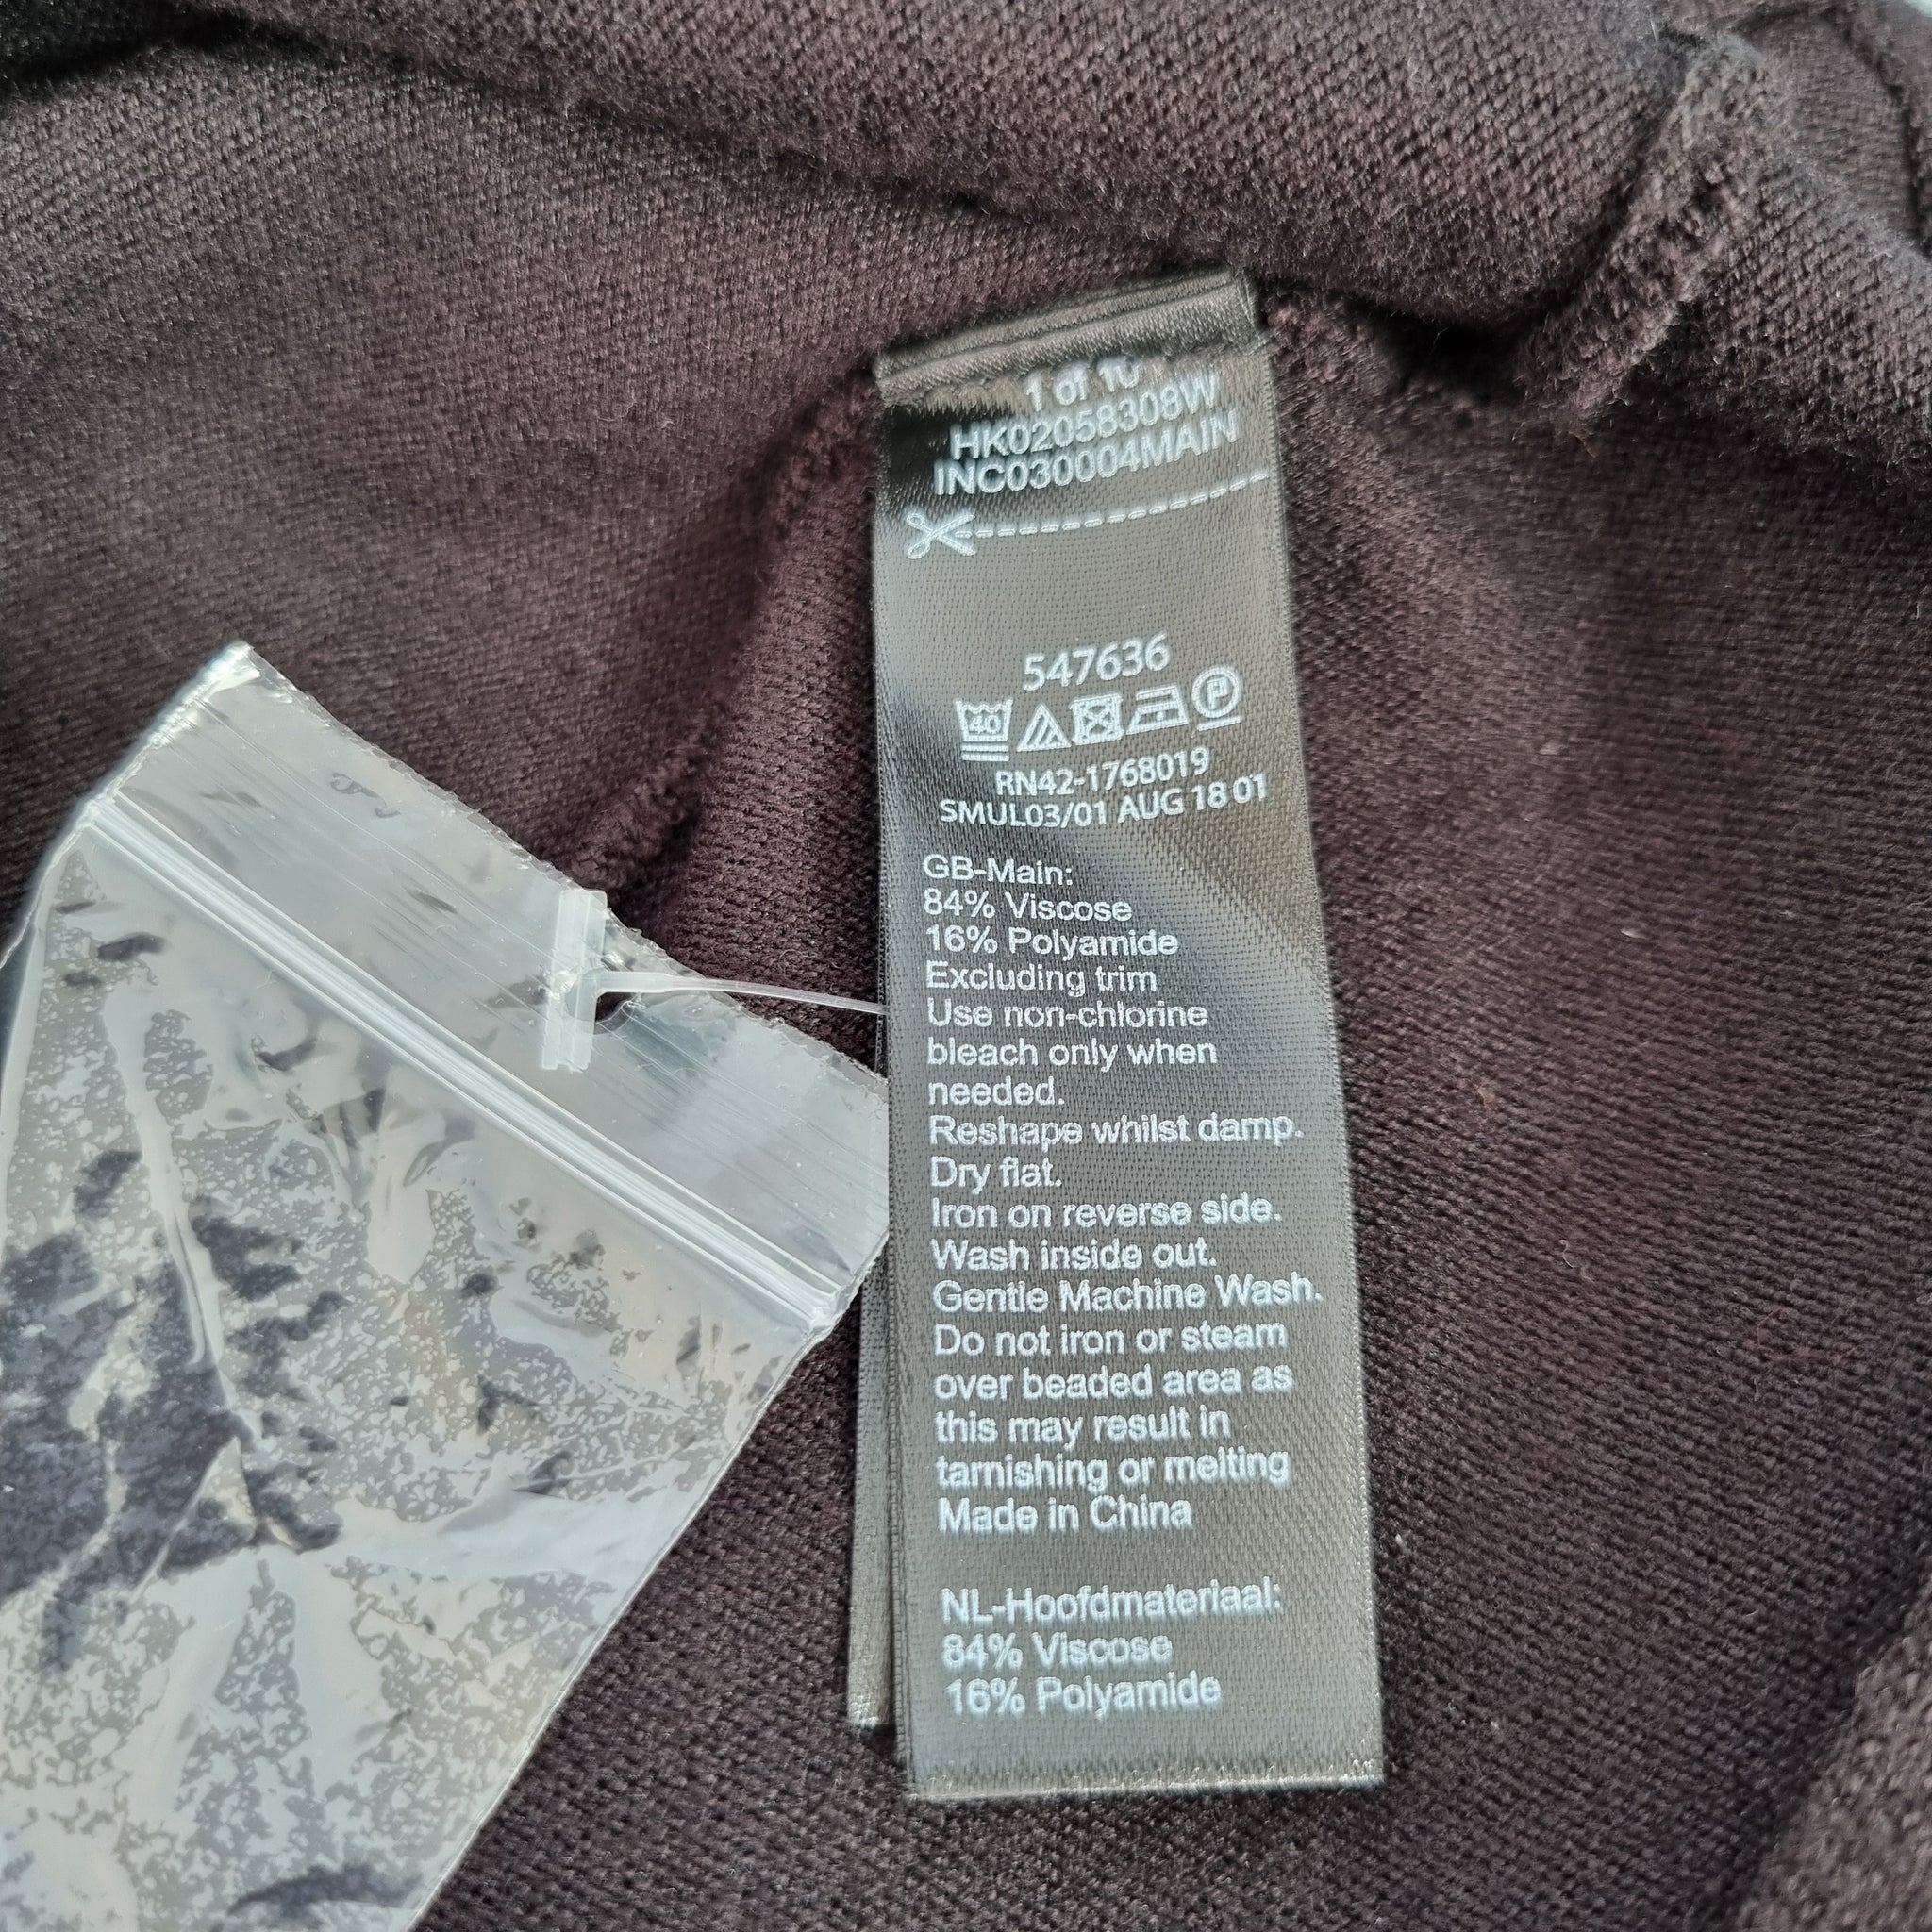 1 of 10
HK02058308W
INC030004MAIN
547636
40 P
RN42-1768019
SMUL03/01 AUG 18 01
GB-Main:
84% Viscose
16% Polyamide
Excluding trim
Use non-chlorine
bleach only when
needed.
Reshape whilst damp.
Dry flat.
Iron on reverse side.
Wash inside out.
Gentle Machine Wash.
Do not iron or steam
over beaded area as
this may result in
tarnishing or melting
Made in China
NL-Hoofdmateriaal:
84% Viscose
16% Polyamide